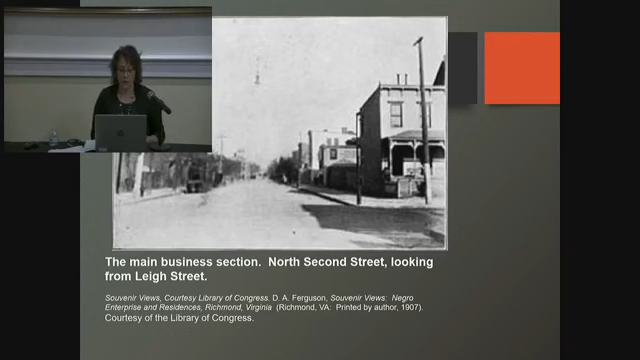 The main business section.  North Second Street, looking
from Leigh Street.
Souvenir Views, Courtesy Library of Congress. D. A. Ferguson, Souvenir Views:  Negro
Enterprise and Residences, Richmond, Virginia  (Richmond, VA:  Printed by author, 1907).
Courtesy of the Library of Congress.